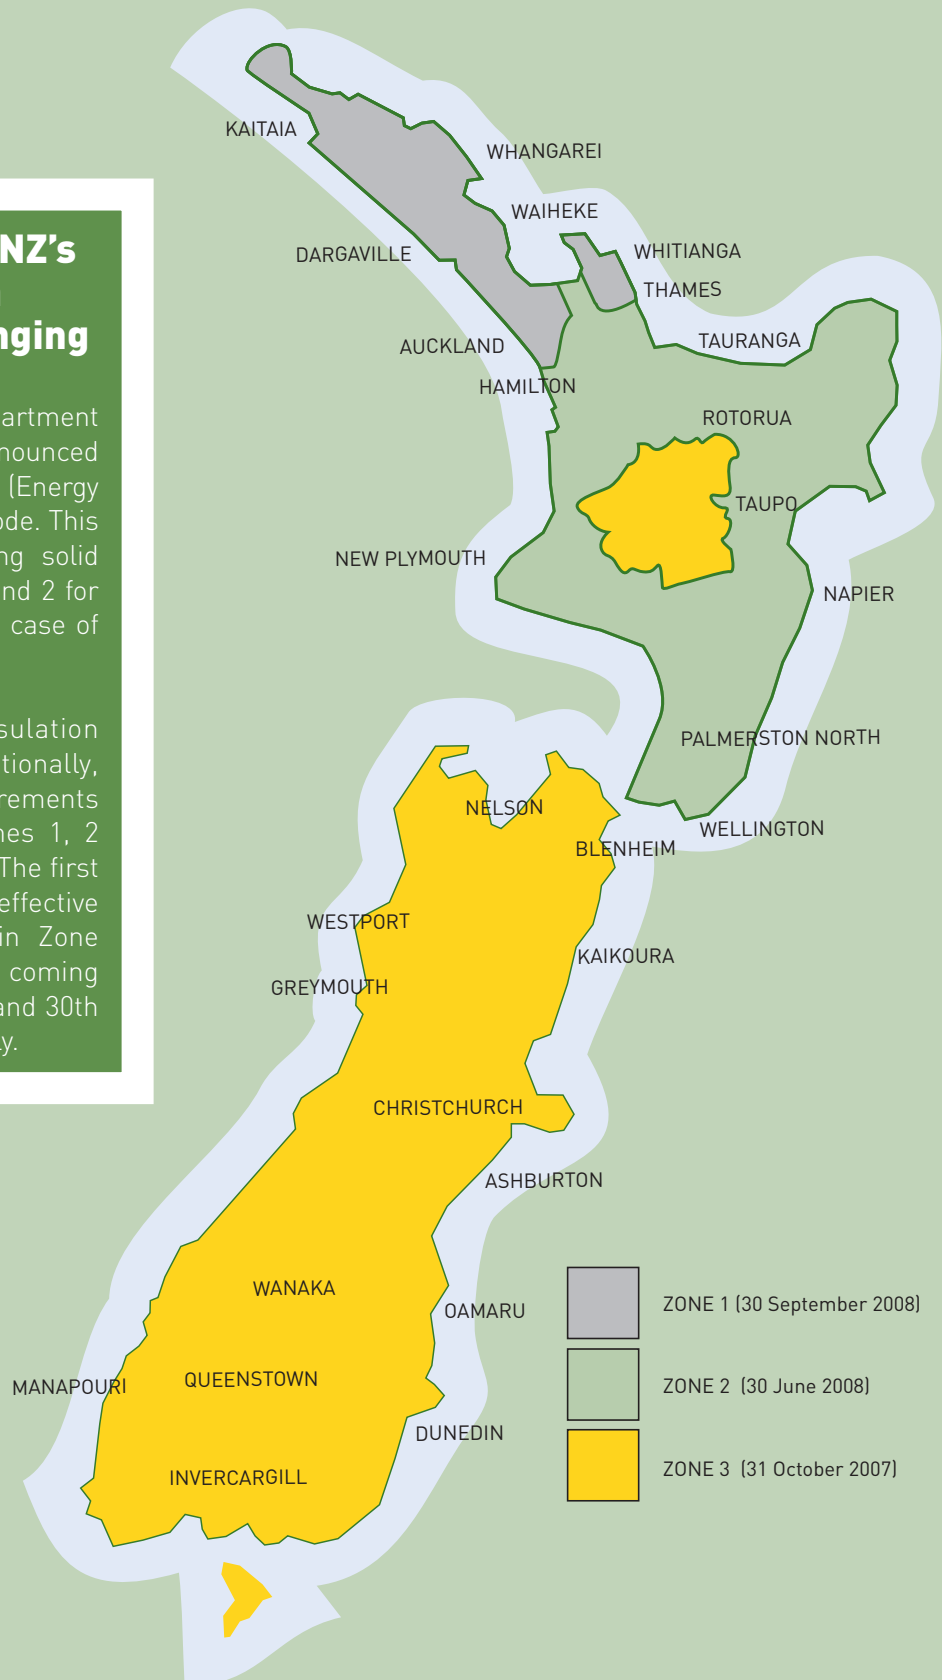 NZ's
nging
artment
nounced
(Energy
ode. This
ng solid
nd 2 for
case of
sulation
tionally,
rements
nes 1, 2
The first
effective
in Zone
coming
and 30th
y.
KAITAIA
WHANGAREI
WAIHEKE
DARGAVILLE
WHITIANGA
THAMES
AUCKLAND
TAURANGA
HAMILTON
ROTORUA
TAUPO
NEW PLYMOUTH
NAPIER
PALMERSTON NORTH
NELSON
WELLINGTON
BLENHEIM
WESTPORT
KAIKOURA
GREYMOUTH
CHRISTCHURCH
ASHBURTON
WANAKA
OAMARU
MANAPOURI
QUEENSTOWN
DUNEDIN
INVERCARGILL
ZONE 1 (30 September 2008)
ZONE 2 (30 June 2008)
ZONE 3 (31 October 2007)